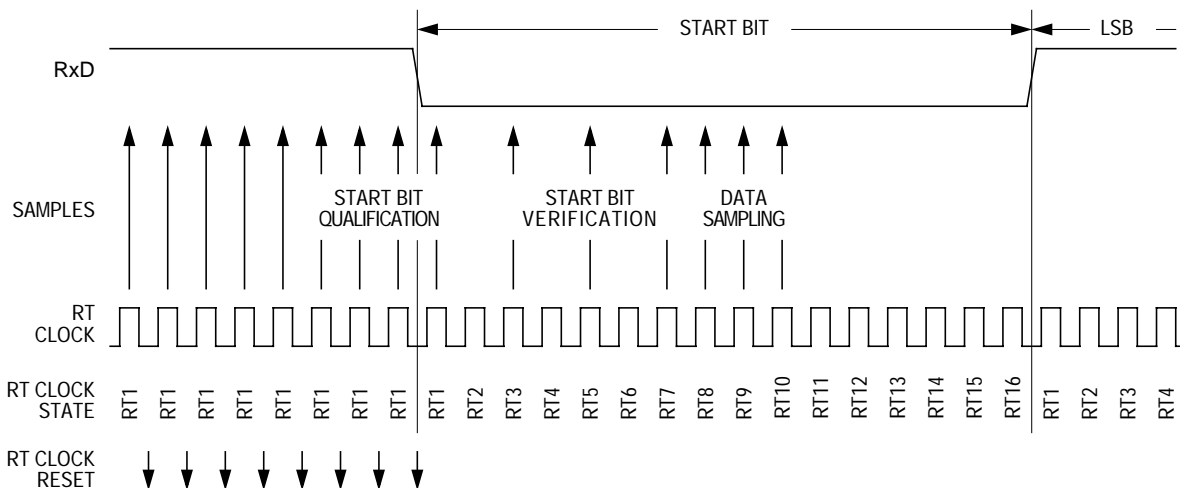 START BIT
LSB
RxD
SAMPLES
START BIT
QUALIFICATION
START BIT
VERIFICATION
DATA
SAMPLING
RT
CLOCK
RT CLOCK
STATE
RT1 RT1 RT1 RT1 RT1 RT1 RT1 RT1 RT1 RT2 RT3 RT4 RT5 RT6 RT7 RT8 RT9 RT10 RT11 RT12 RT13 RT14 RT15 RT16 RT1 RT2 RT3 RT4
RT CLOCK
RESET